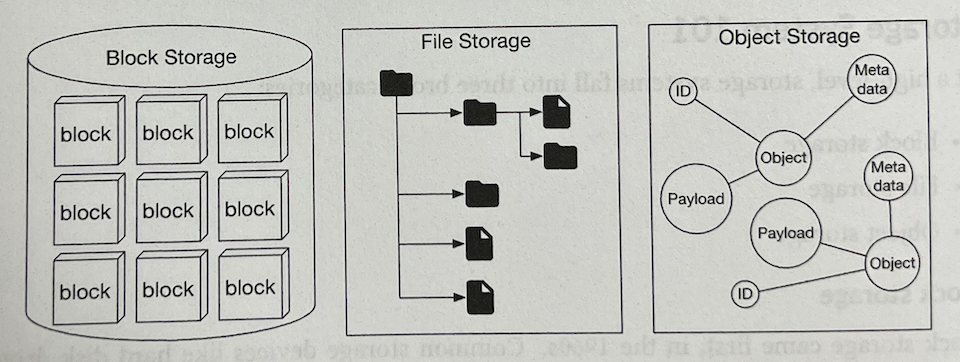 Block Storage
block block block
block block block
block block block
File Storage
Object Storage
ID
Meta
data
Object
Payload
Meta
data
Payload
Object
ID